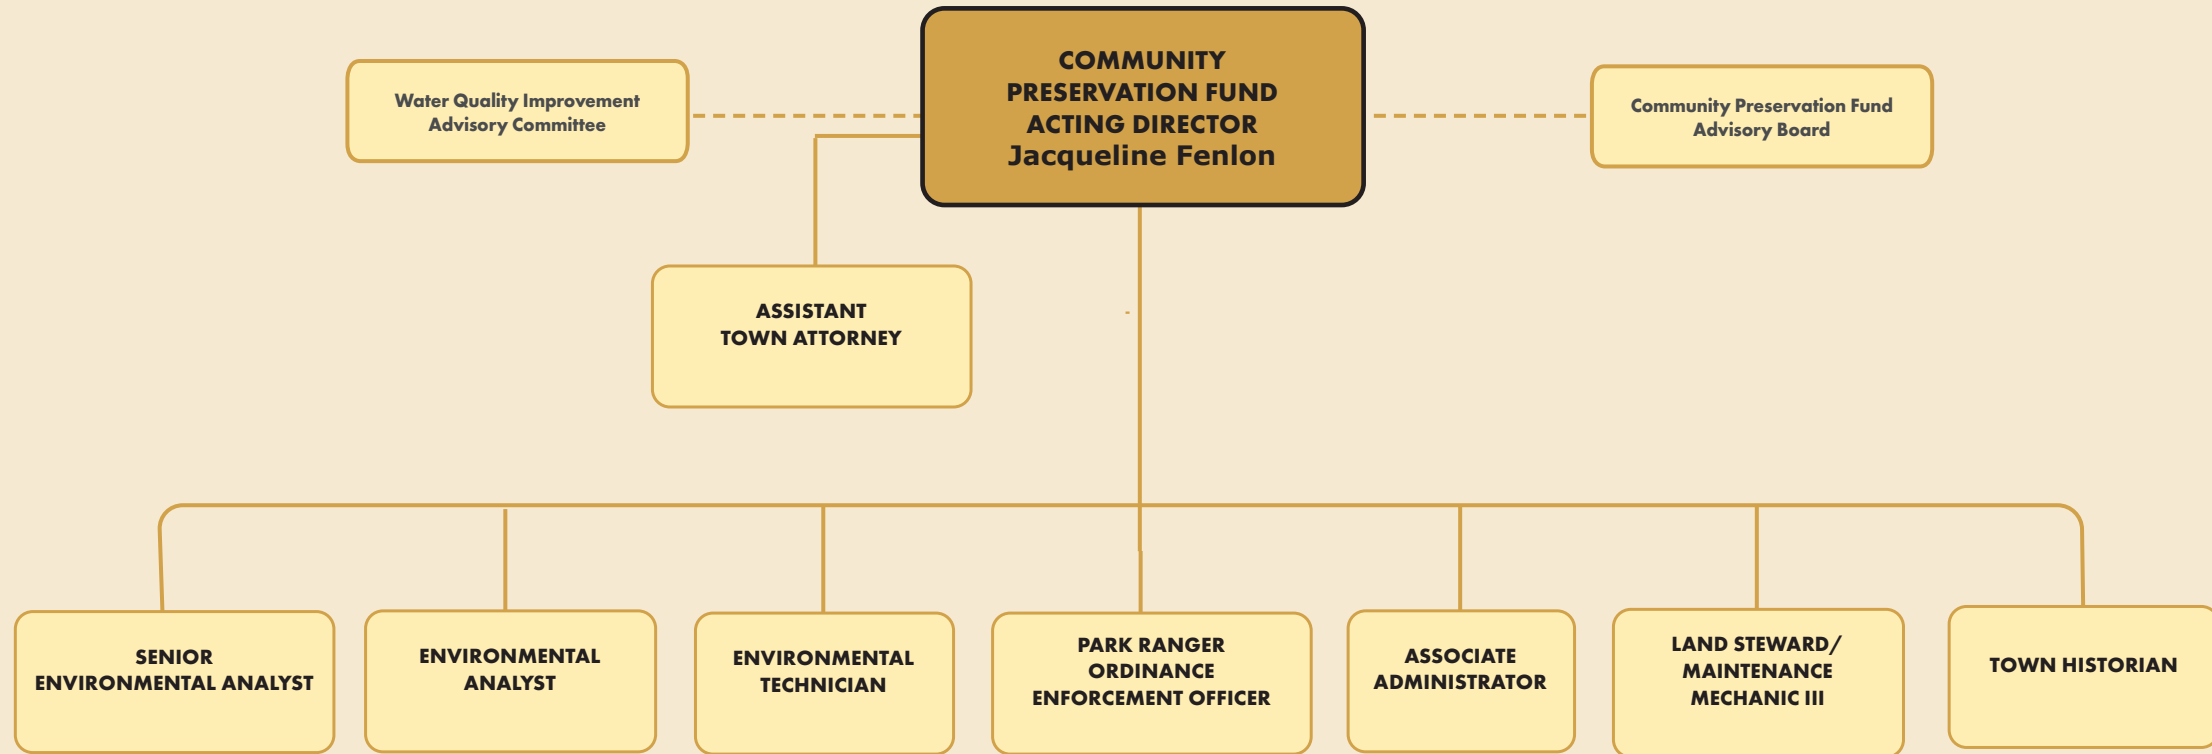 COMMUNITY
PRESERVATION FUND
ACTING DIRECTOR
Jacqueline Fenlon
Water Quality Improvement
Advisory Committee
Community Preservation Fund
Advisory Board
ASSISTANT
TOWN ATTORNEY
SENIOR
ENVIRONMENTAL ANALYST
ENVIRONMENTAL
ANALYST
ENVIRONMENTAL
TECHNICIAN
PARK RANGER
ORDINANCE
ENFORCEMENT OFFICER
ASSOCIATE
ADMINISTRATOR
LAND STEWARD/
MAINTENANCE
MECHANIC III
TOWN HISTORIAN